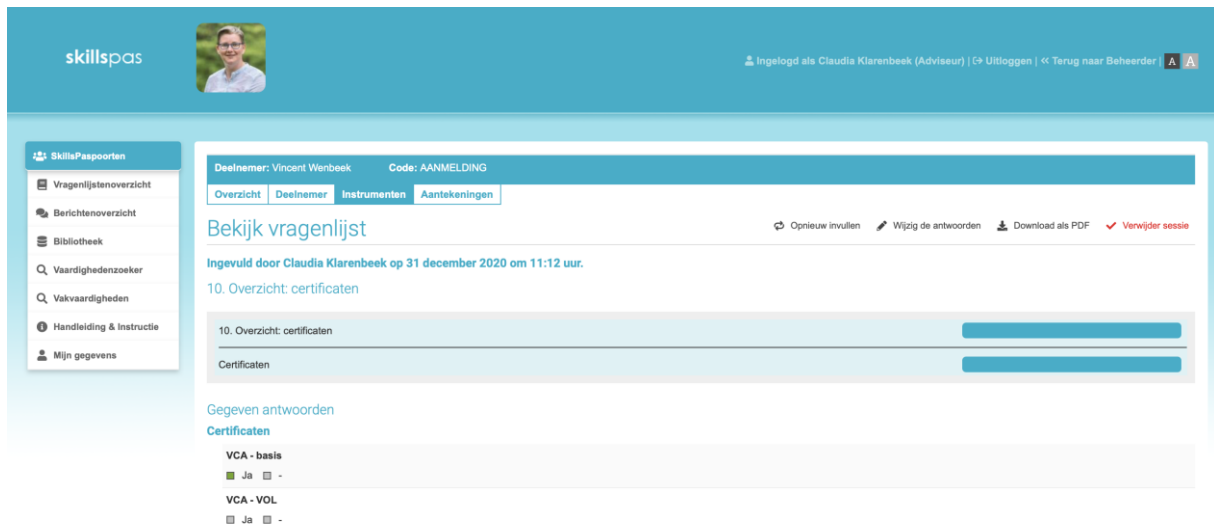 skillspas
Ingelogd als Claudia Klarenbeek (Adviseur) | Uitloggen | « Terug naar Beheerder | A A
SkillsPaspoorten
Vragenlijstenoverzicht
Berichtenoverzicht
Bibliotheek
Vaardighedenzoeker
Vakvaardigheden
Handleiding & Instructie
Mijn gegevens
Deelnemer: Vincent Wenbeek Code: AANMELDING
Overzicht Deelnemer Instrumenten Aantekeningen
Bekijk vragenlijst
Opnieuw invullen Wijzig de antwoorden Download als PDF Verwijder sessie
Ingevuld door Claudia Klarenbeek op 31 december 2020 om 11:12 uur.
10. Overzicht: certificaten
10. Overzicht: certificaten
Certificaten
Gegeven antwoorden
Certificaten
VCA - basis
Ja -
VCA - VOL
Ja -